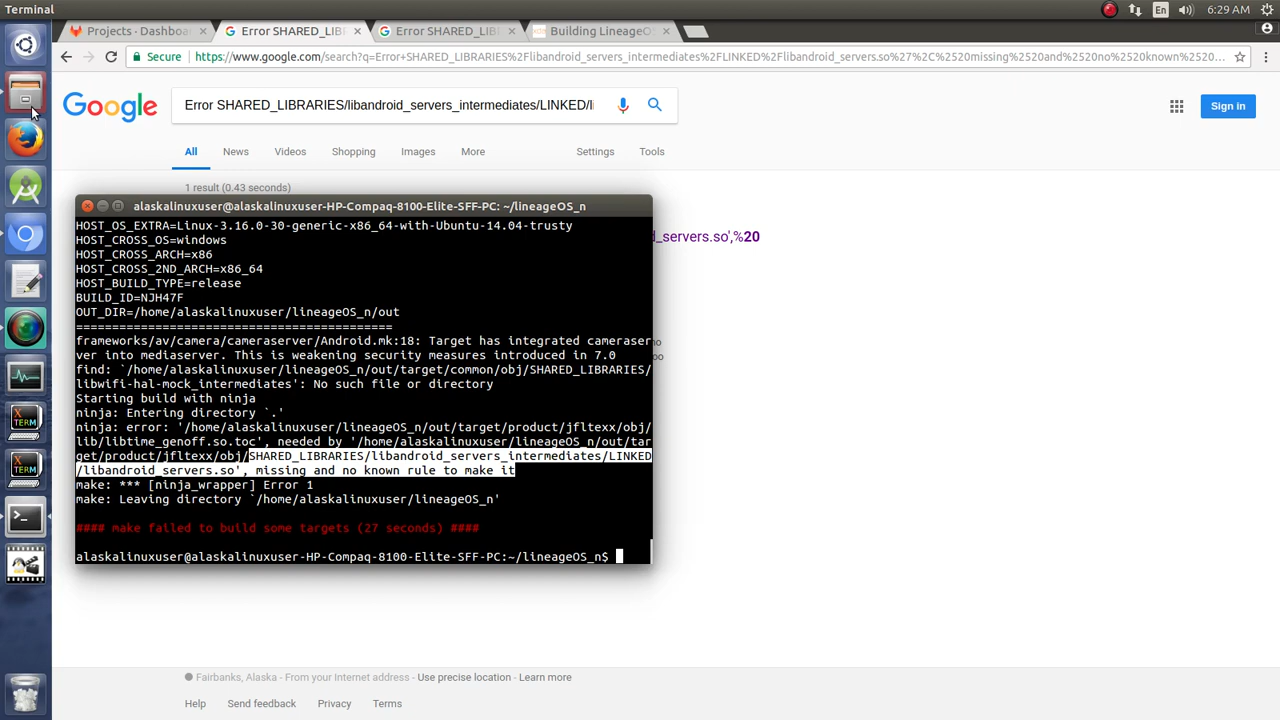 Terminal
En
6:29 AM
Projects - Dashboa
Error SHARED_LIBR
Error SHARED_LIBR
Building LineageOS
Secure
https://www.google.com/search?q=Error+SHARED_LIBRARIES%2Flibandroid_servers_intermediates%2FLINKED%2Flibandroid_servers.so%27%2C%2520missing%2520and%2520no%2520known%2520...
Google
Error SHARED_LIBRARIES/libandroid_servers_intermediates/LINKED/li
Sign in
All
News
Videos
Shopping
Images
More
Settings
Tools
1 result (0.43 seconds)
alaskalinuxuser@alaskalinuxuser-HP-Compaq-8100-Elite-SFF-PC: ~/lineageOS_n
HOST_OS_EXTRA=Linux-3.16.0-30-generic-x86_64-with-Ubuntu-14.04-trusty
HOST_CROSS_OS=windows
d_servers.so',%20
HOST_CROSS_ARCH=x86
HOST_CROSS_2ND_ARCH=x86_64
HOST_BUILD_TYPE=release
BUILD_ID=NJH47F
OUT_DIR=/home/alaskalinuxuser/lineageOS_n/out
============================================
frameworks/av/camera/cameraserver/Android.mk:18: Target has integrated cameraser
no
ver into mediaserver. This is weakening security measures introduced in 7.0
oo
find: `/home/alaskalinuxuser/lineageOS_n/out/target/common/obj/SHARED_LIBRARIES/
libwifi-hal-mock_intermediates': No such file or directory
Starting build with ninja
ninja: Entering directory `.'
ninja: error: '/home/alaskalinuxuser/lineageOS_n/out/target/product/jfltexx/obj/
lib/libtime_genoff.so.toc', needed by '/home/alaskalinuxuser/lineageOS_n/out/tar
get/product/jfltexx/obj/SHARED_LIBRARIES/libandroid_servers_intermediates/LINKED
/libandroid_servers.so', missing and no known rule to make it
make: *** [ninja_wrapper] Error 1
make: Leaving directory `/home/alaskalinuxuser/lineageOS_n'
#### make failed to build some targets (27 seconds) ####
alaskalinuxuser@alaskalinuxuser-HP-Compaq-8100-Elite-SFF-PC:~/lineageOS_n$
Fairbanks, Alaska - From your Internet address - Use precise location - Learn more
Help
Send feedback
Privacy
Terms
X
TERM
X
TERM